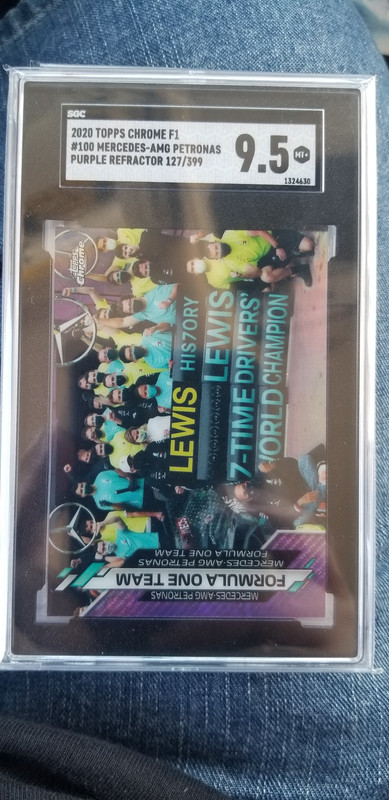 SGC
2020 TOPPS CHROME F1
#100 MERCEDES-AMG PETRONAS
PURPLE REFRACTOR 127/399
9.5
MT+
1324630
Topps
Chrome
LEWIS HIS7ORY
LEWIS
7-TIME DRIVERS'
WORLD CHAMPION
MERCEDES-AMG PETRONAS
FORMULA ONE TEAM
MERCEDES-AMG PETRONAS
FORMULA ONE TEAM